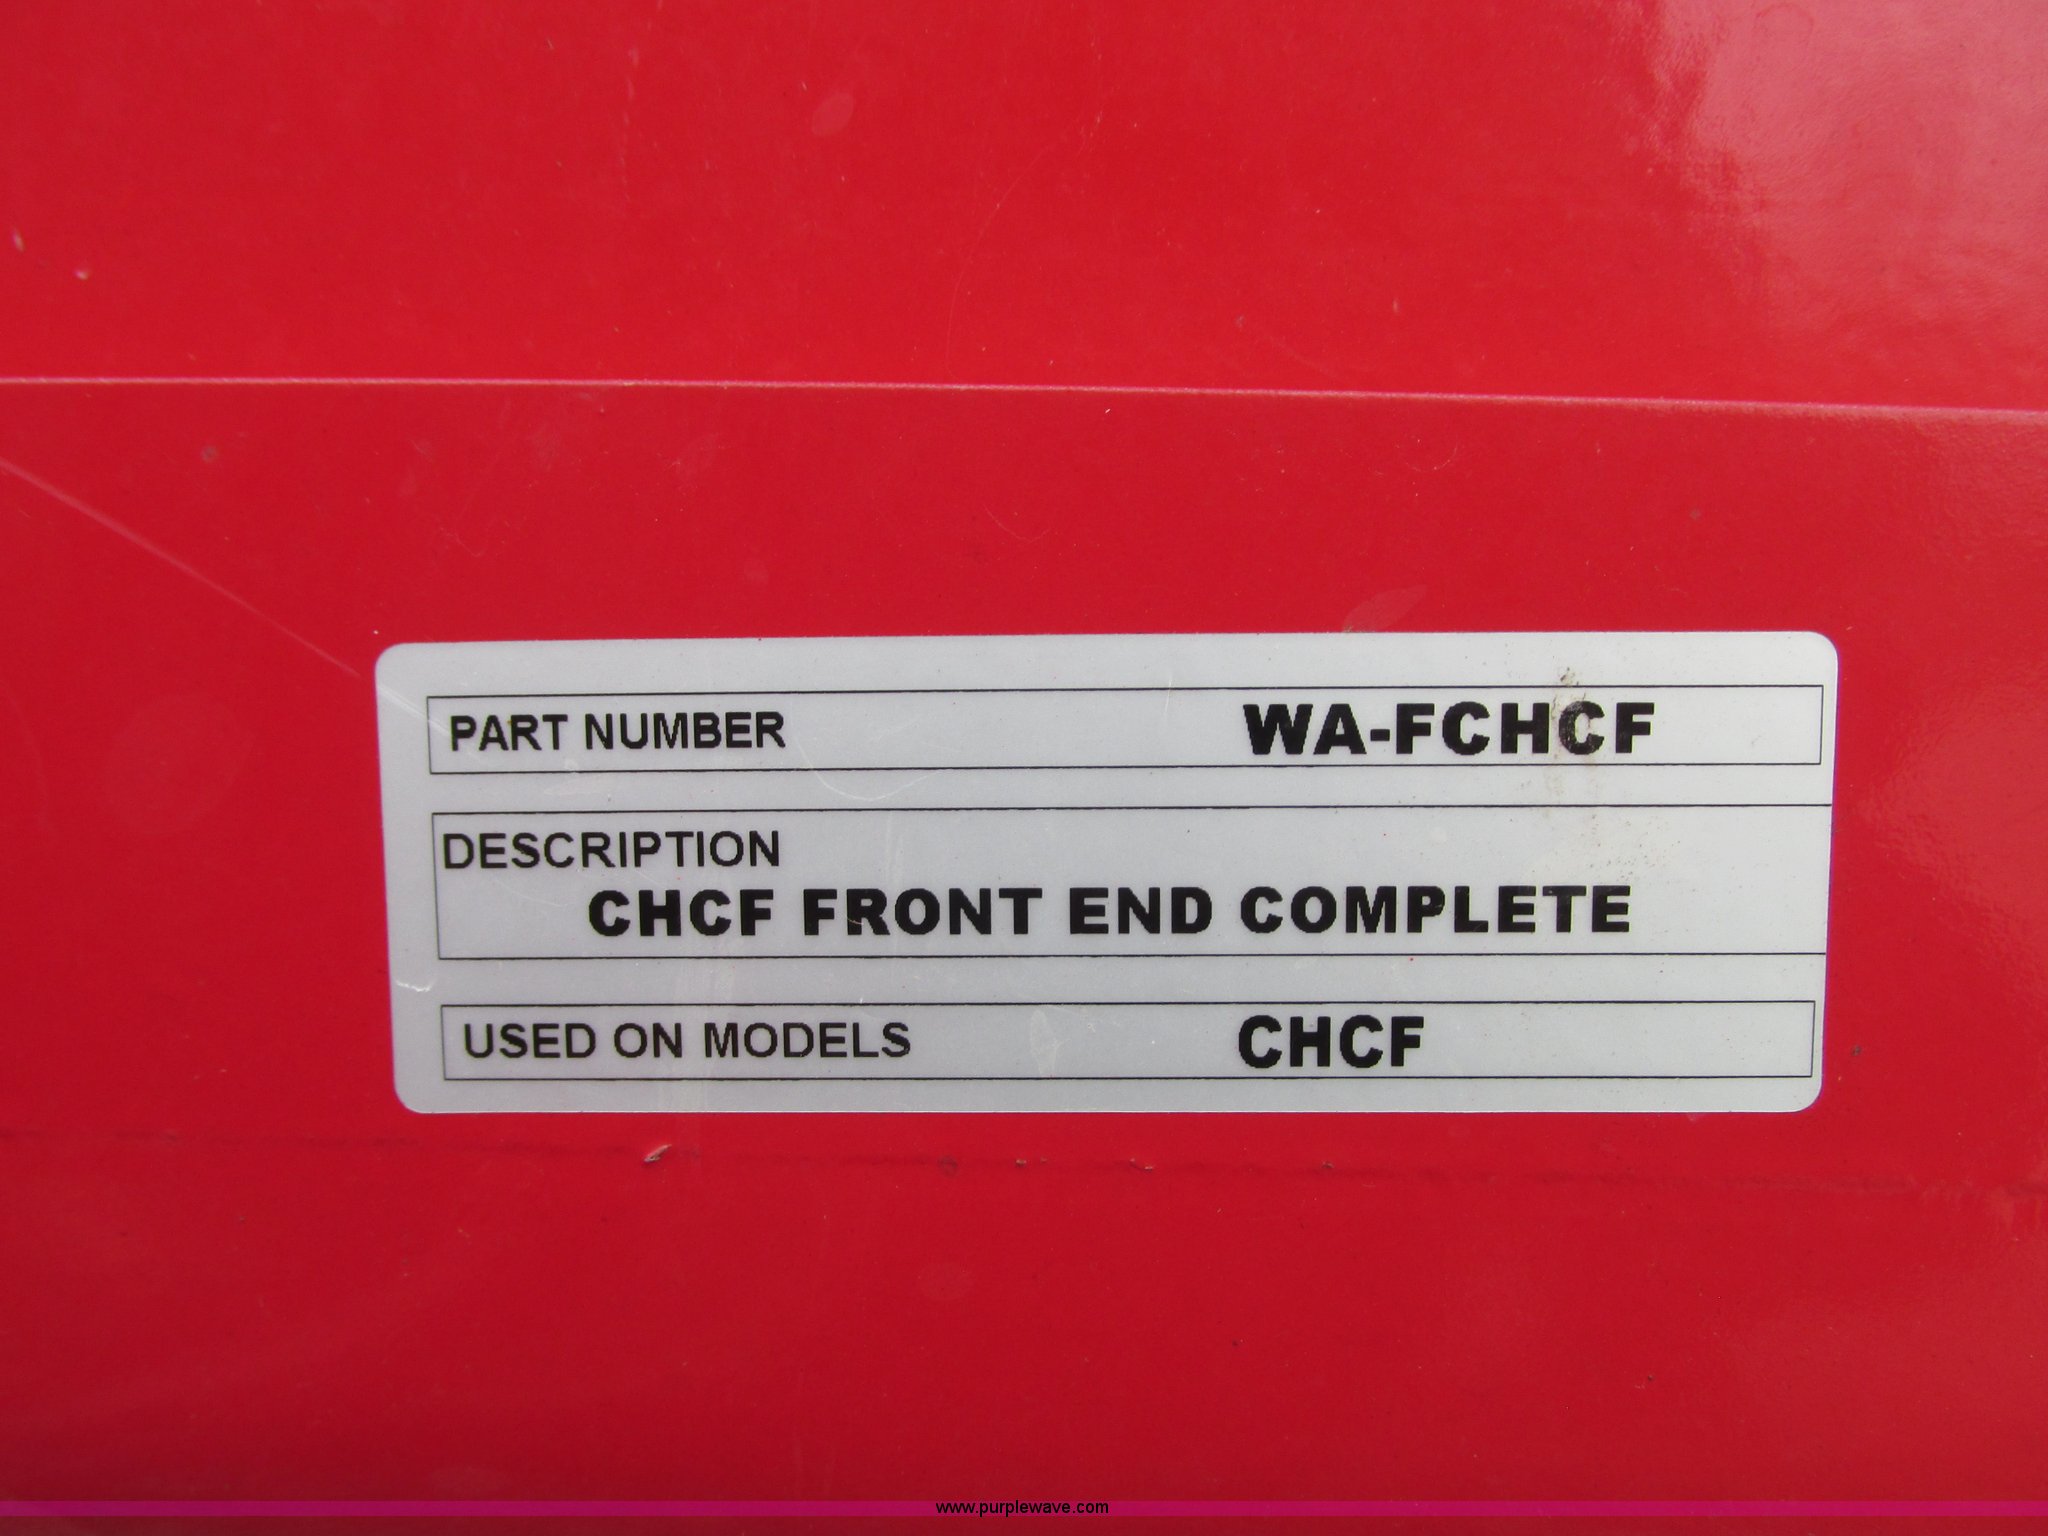 PART NUMBER WA-FCHCF
DESCRIPTION
CHCF FRONT END COMPLETE
USED ON MODELS CHCF
www.purplewave.com